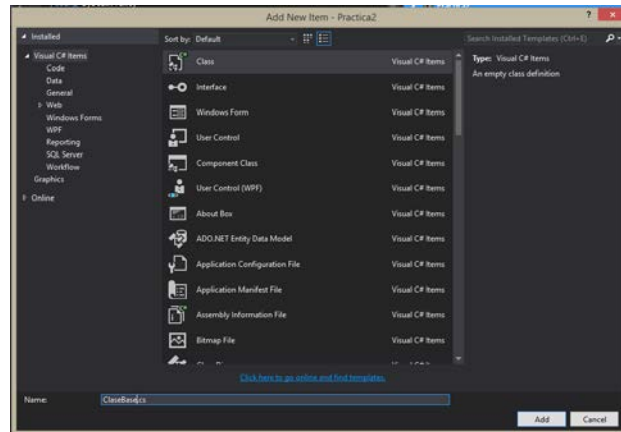 Add New Item - Practica2
? x
Installed
Sort by: Default
Search Installed Templates (Ctrl+E)
Visual C# Items
Code
Data
General
Web
Windows Forms
WPF
Reporting
SQL Server
Workflow
Graphics
Online
Class Visual C# Items
Interface Visual C# Items
Windows Form Visual C# Items
User Control Visual C# Items
Component Class Visual C# Items
User Control (WPF) Visual C# Items
About Box Visual C# Items
ADO.NET Entity Data Model Visual C# Items
Application Configuration File Visual C# Items
Application Manifest File Visual C# Items
Assembly Information File Visual C# Items
Bitmap File Visual C# Items
Type: Visual C# Items
An empty class definition
Click here to go online and find templates.
Name: ClaseBase.cs
Add Cancel